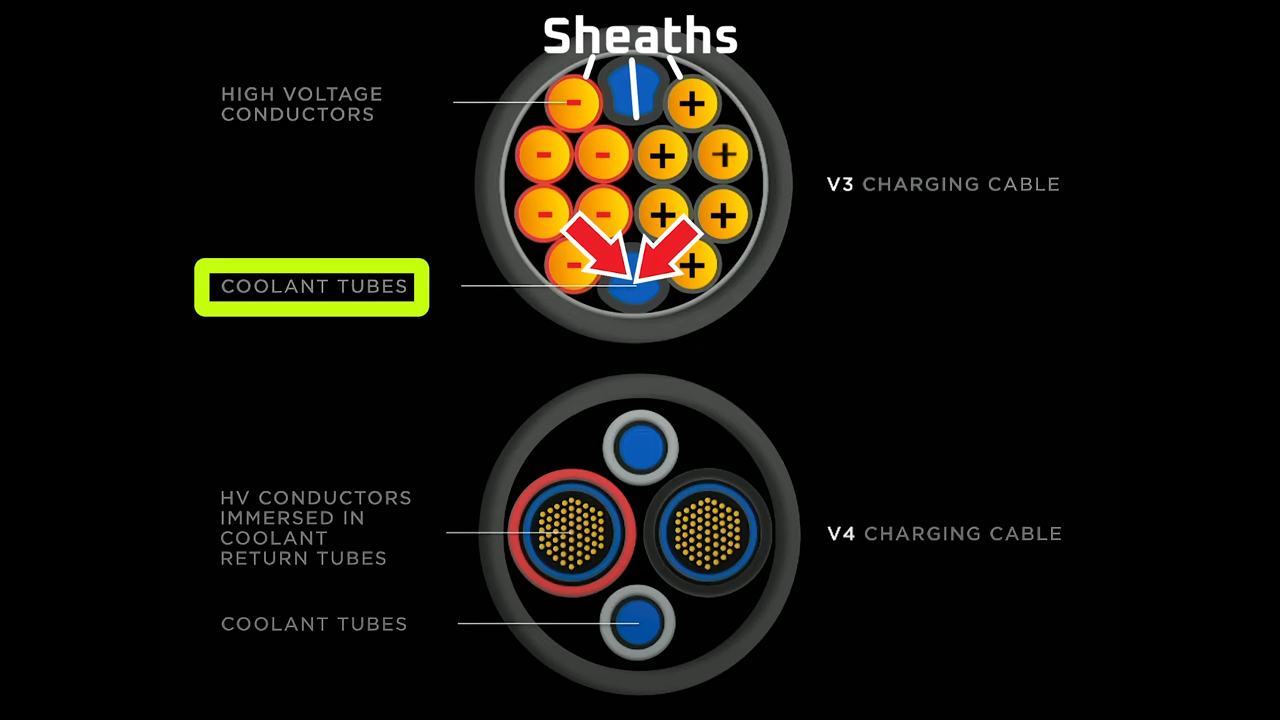 Sheaths
HIGH VOLTAGE
CONDUCTORS
- +
- - + +
V3 CHARGING CABLE
- - + +
- +
COOLANT TUBES
HV CONDUCTORS
IMMERSED IN
COOLANT
RETURN TUBES
V4 CHARGING CABLE
COOLANT TUBES